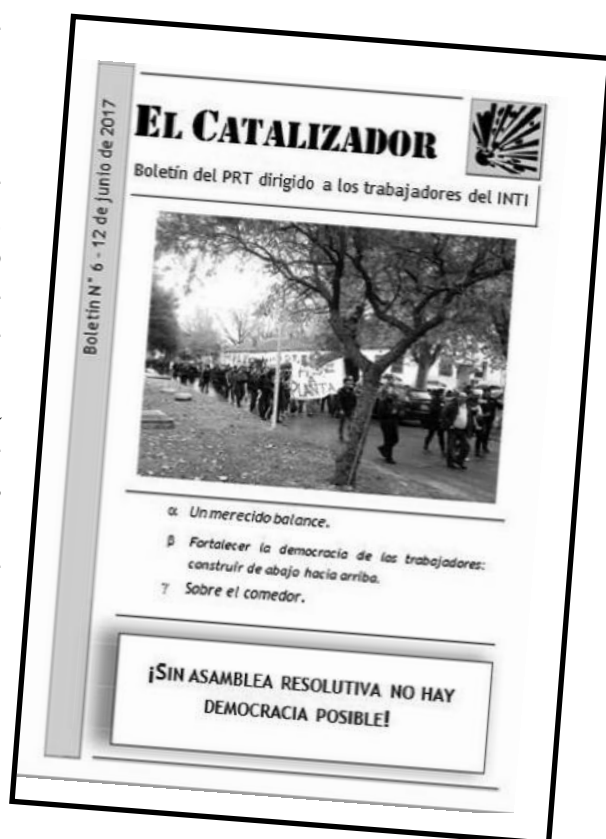 Boletín N° 6 - 12 de junio de 2017
EL CATALIZADOR
Boletín del PRT dirigido a los trabajadores del INTI
PLANTA
α Un merecido balance.
β Fortalecer la democracia de los trabajadores:
construir de abajo hacia arriba.
γ Sobre el comedor.
¡SIN ASAMBLEA RESOLUTIVA NO HAY
DEMOCRACIA POSIBLE!